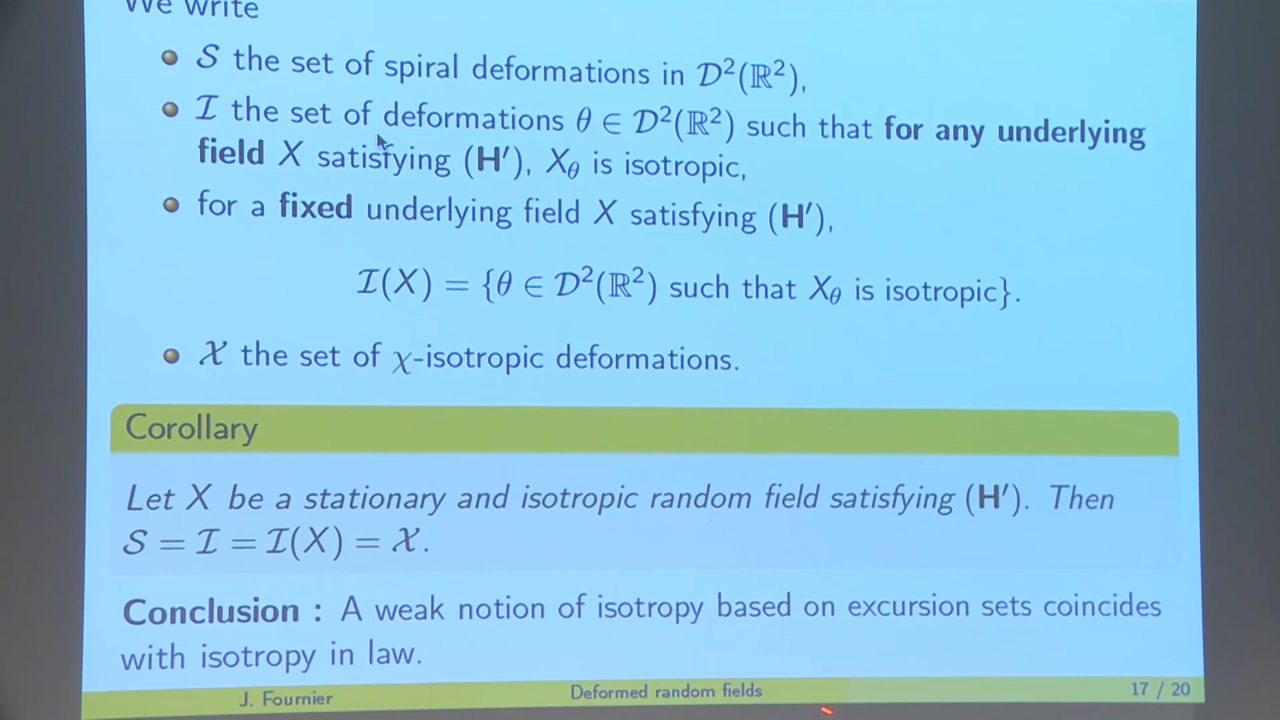 We write
S the set of spiral deformations in D²(ℝ²),
I the set of deformations θ ∈ D²(ℝ²) such that for any underlying
field X satisfying (H′), X_θ is isotropic,
for a fixed underlying field X satisfying (H′),
I(X) = {θ ∈ D²(ℝ²) such that X_θ is isotropic}.
X the set of χ-isotropic deformations.
Corollary
Let X be a stationary and isotropic random field satisfying (H′). Then
S = I = I(X) = X.
Conclusion : A weak notion of isotropy based on excursion sets coincides
with isotropy in law.
J. Fournier Deformed random fields 17 / 20